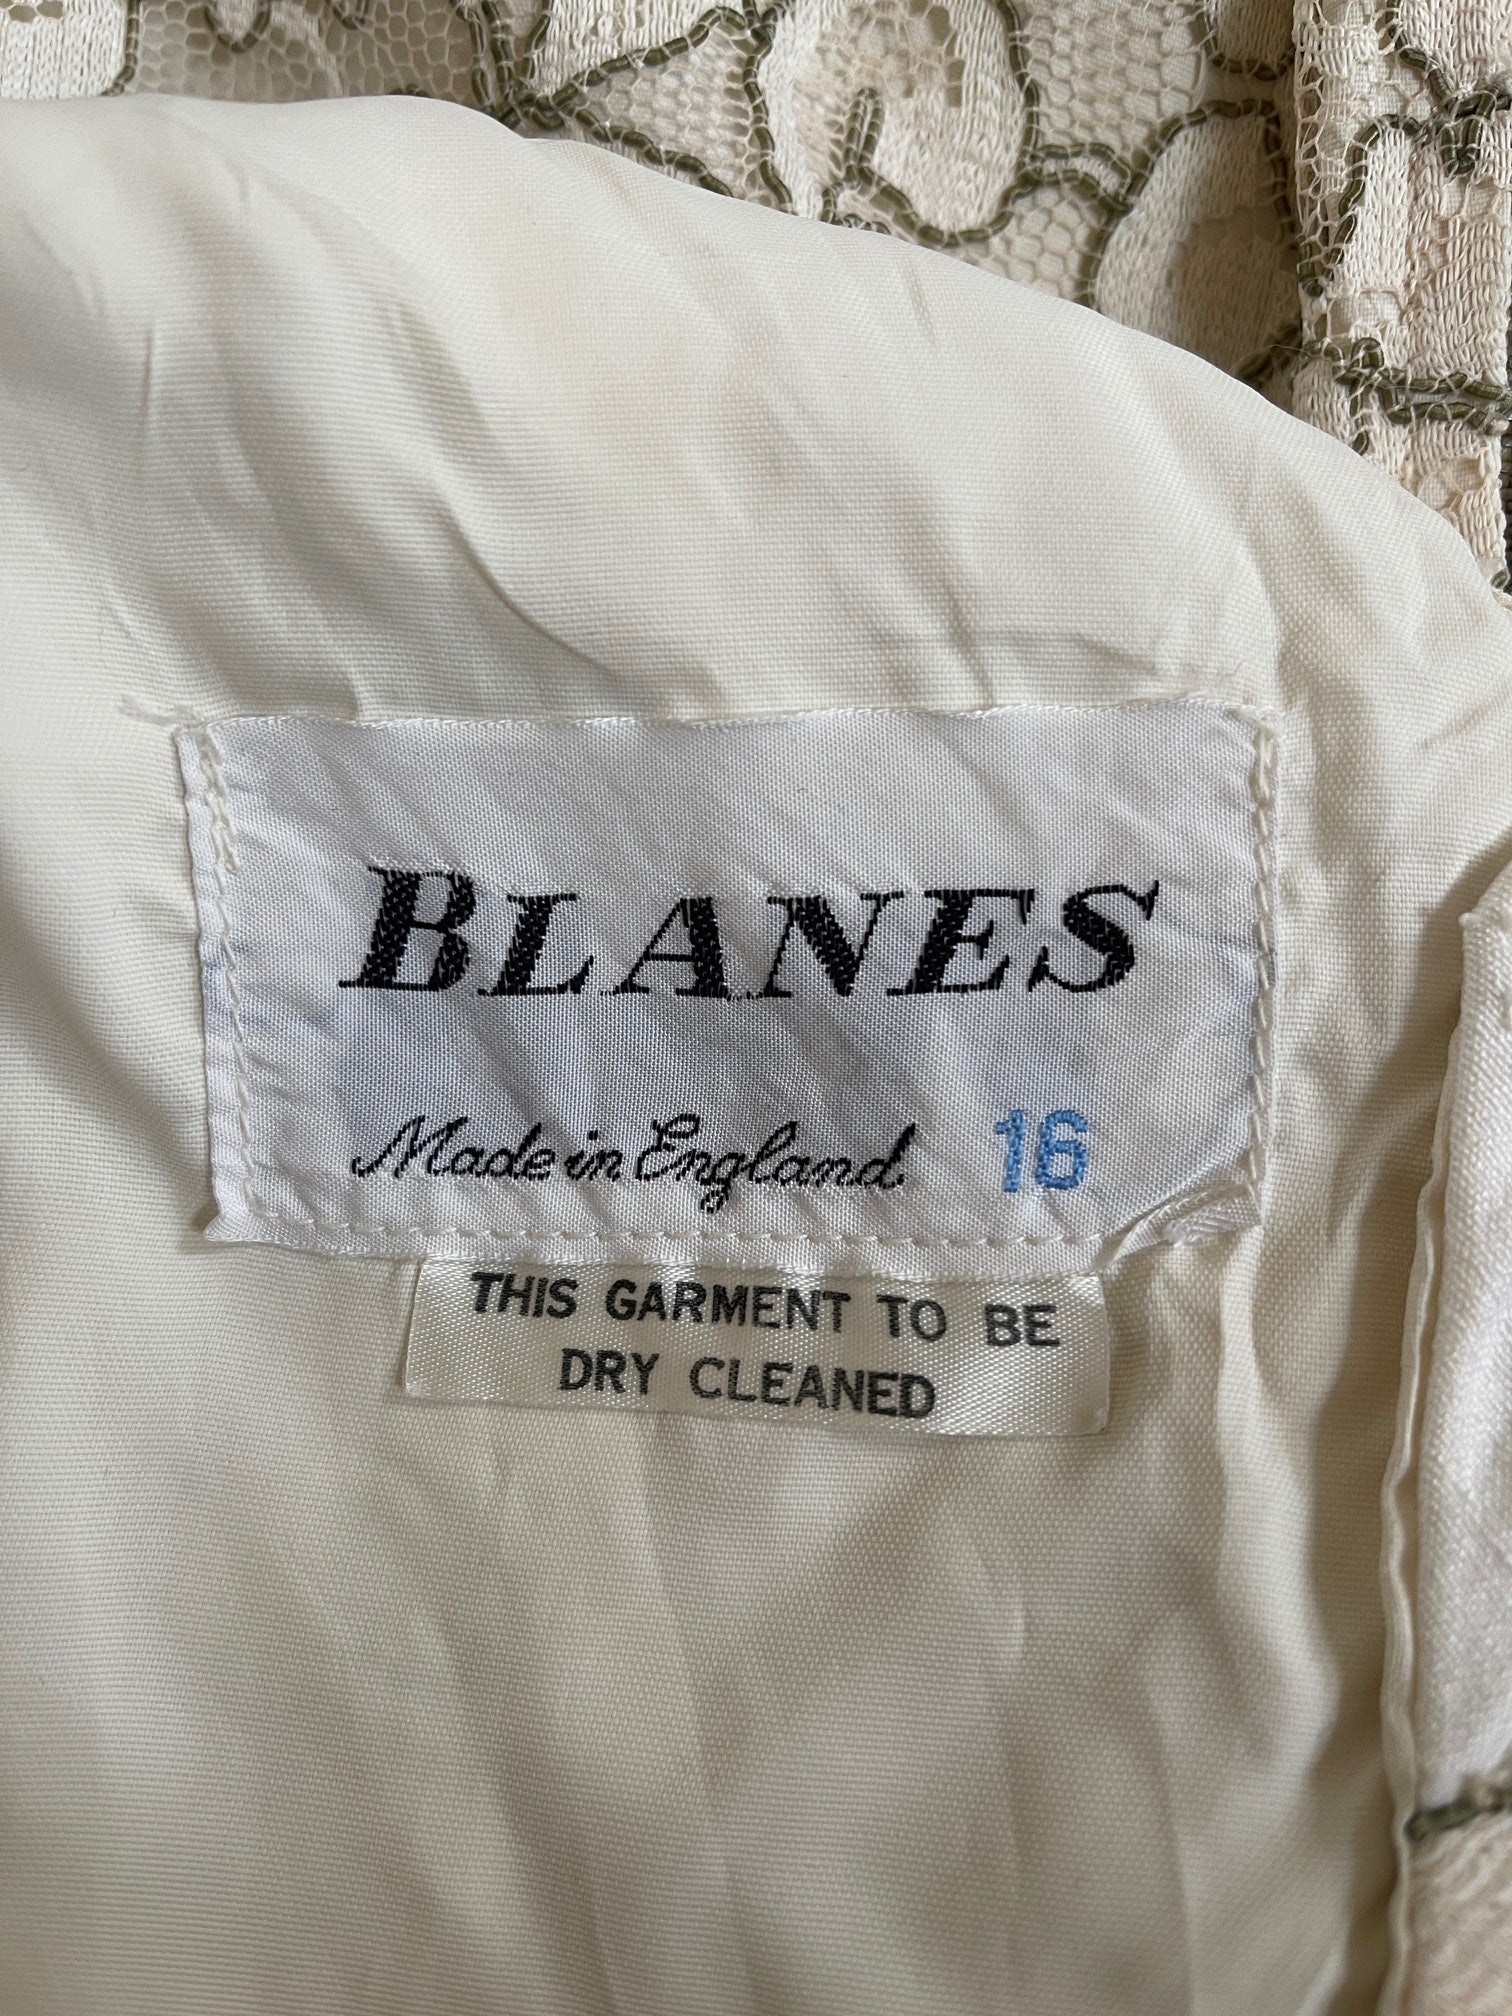 BLANES
Made in England 16
THIS GARMENT TO BE
DRY CLEANED